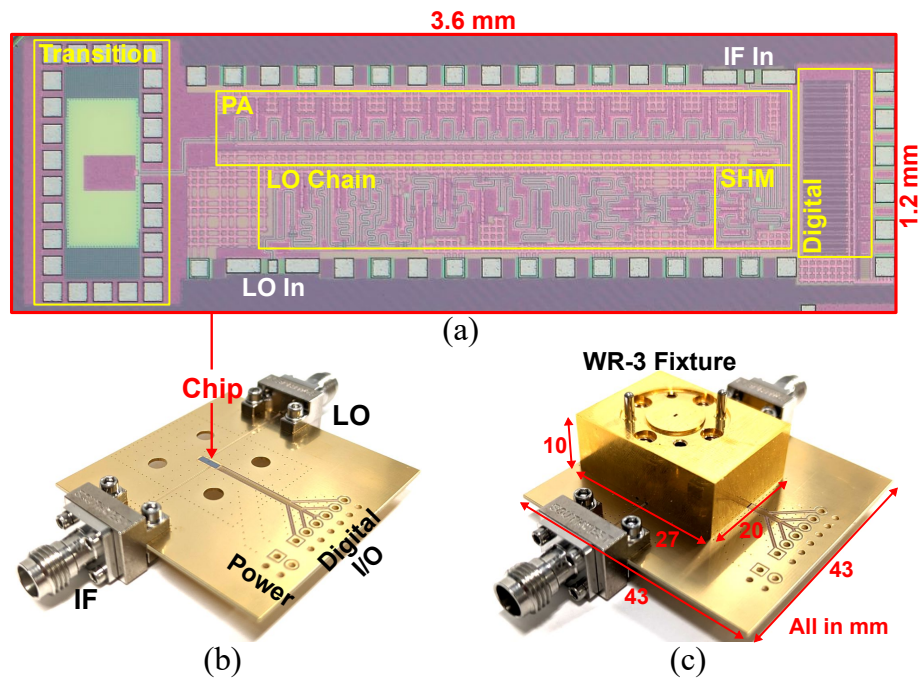 3.6 mm
Transition
IF In
PA
LO Chain
SHM
Digital
1.2 mm
LO In
(a)
Chip
LO
IF
Power
Digital
I/O
(b)
WR-3 Fixture
10
27
20
43
43
All in mm
(c)